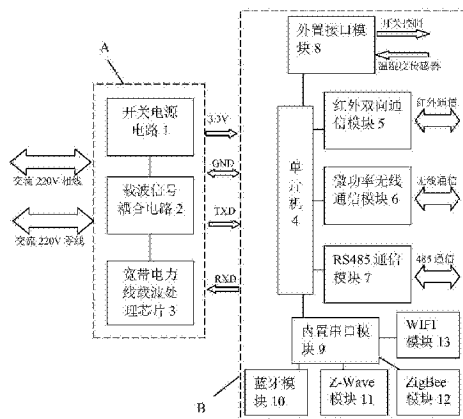 A
外置接口模
块 8
开关控制
温湿度传感器
开关电源
电路 1
3.3V
红外双向通
信模块 5
红外通信
GND
交流 220V 相线
载波信号
耦合电路 2
单片机 4
微功率无线
通信模块 6
无线通信
TXD
交流 220V 零线
RS485 通信
模块 7
485 通信
宽带电力
线载波处
理芯片 3
RXD
内置串口模
块 9
WIFI
模块 13
B
蓝牙模
块 10
Z-Wave
模块 11
ZigBee
模块 12